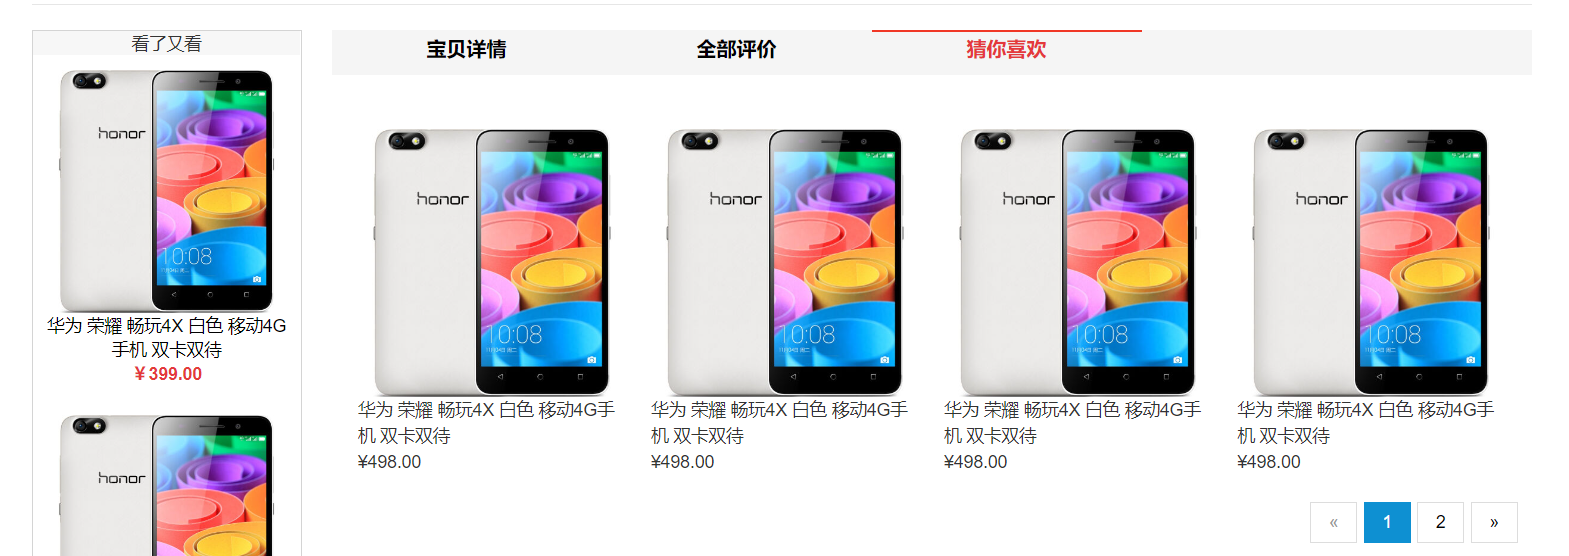 看了又看
honor
10:08
华为 荣耀 畅玩4X 白色 移动4G
手机 双卡双待
￥399.00
honor
宝贝详情 全部评价 猜你喜欢
honor honor honor honor
10:08 10:08 10:08 10:08
华为 荣耀 畅玩4X 白色 移动4G手 华为 荣耀 畅玩4X 白色 移动4G手 华为 荣耀 畅玩4X 白色 移动4G手 华为 荣耀 畅玩4X 白色 移动4G手
机 双卡双待 机 双卡双待 机 双卡双待 机 双卡双待
¥498.00 ¥498.00 ¥498.00 ¥498.00
« 1 2 »